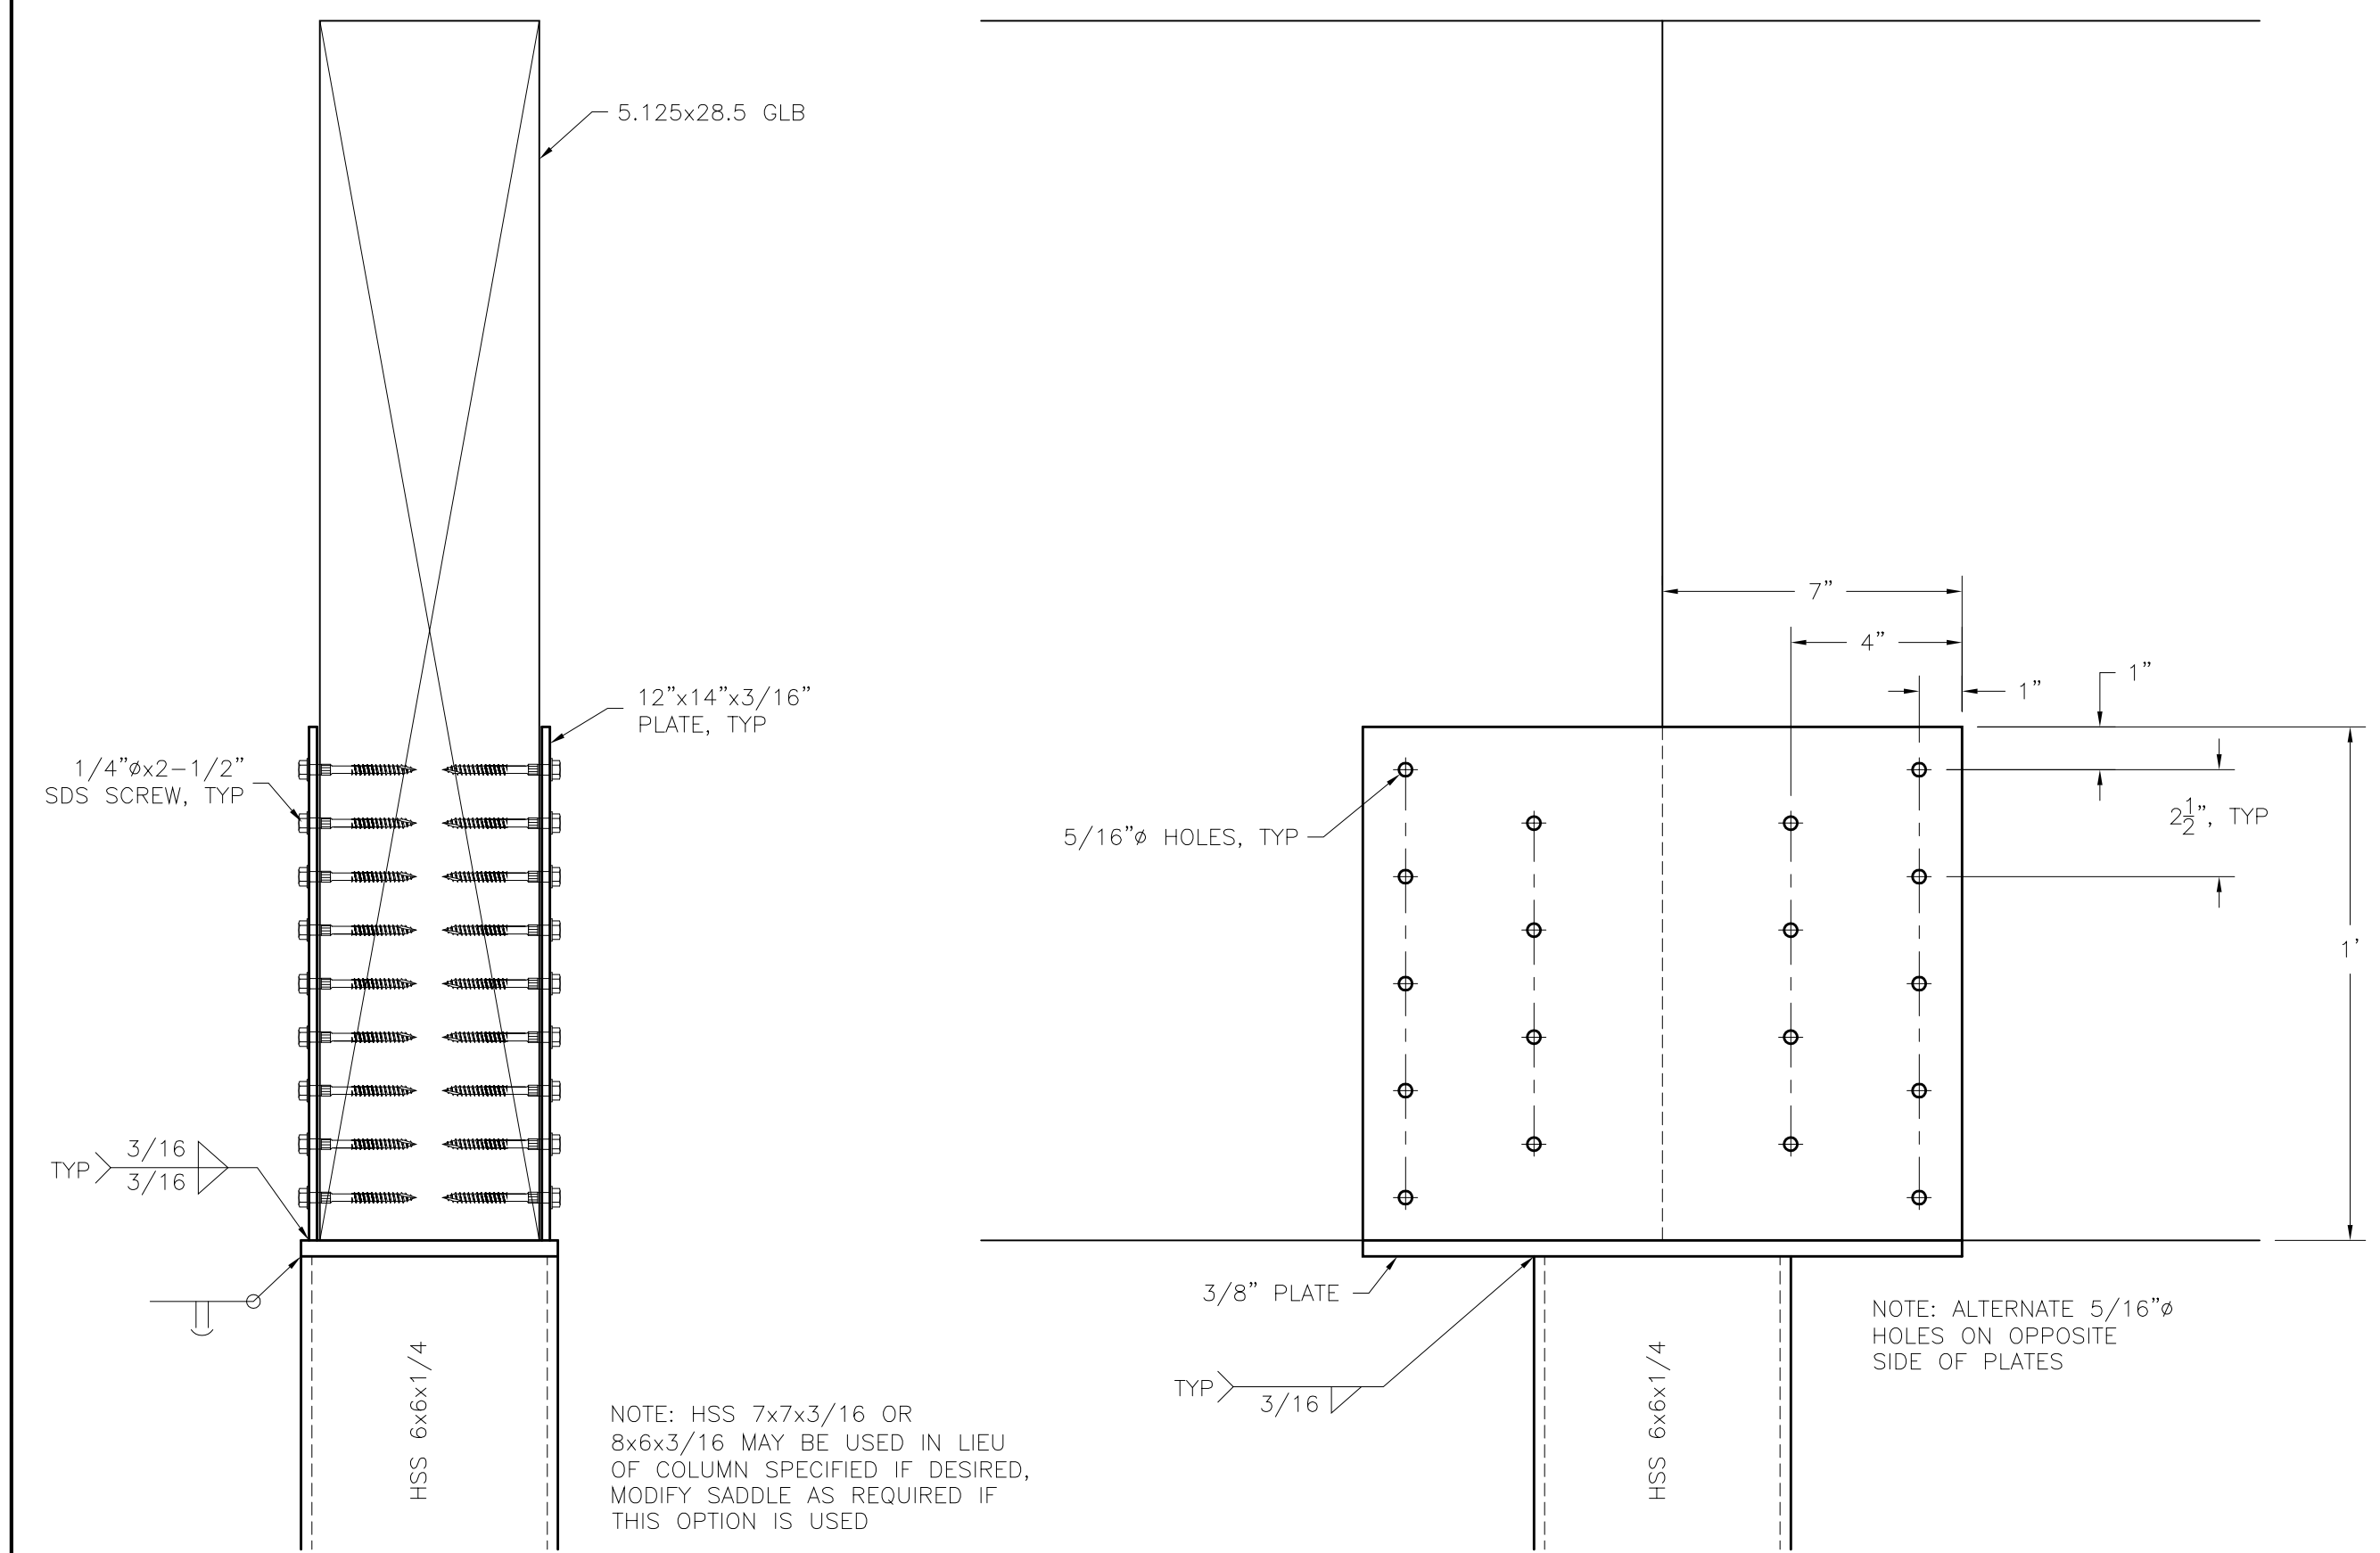 5.125x28.5 GLB
12"x14"x3/16"
PLATE, TYP
1/4"øx2-1/2"
SDS SCREW, TYP
TYP
3/16
3/16
HSS 6x6x1/4
NOTE: HSS 7x7x3/16 OR
8x6x3/16 MAY BE USED IN LIEU
OF COLUMN SPECIFIED IF DESIRED,
MODIFY SADDLE AS REQUIRED IF
THIS OPTION IS USED
7"
4"
1"
1"
2 1/2", TYP
1'
5/16"ø HOLES, TYP
3/8" PLATE
TYP
3/16
HSS 6x6x1/4
NOTE: ALTERNATE 5/16"ø
HOLES ON OPPOSITE
SIDE OF PLATES